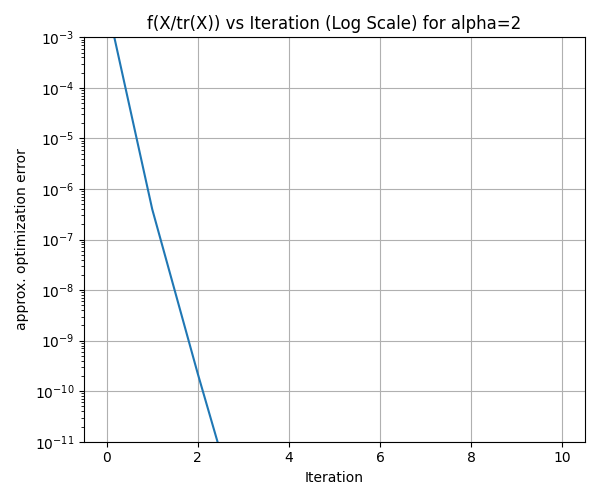 f(X/tr(X)) vs Iteration (Log Scale) for alpha=2
approx. optimization error
10⁻³
10⁻⁴
10⁻⁵
10⁻⁶
10⁻⁷
10⁻⁸
10⁻⁹
10⁻¹⁰
10⁻¹¹
0 2 4 6 8 10
Iteration